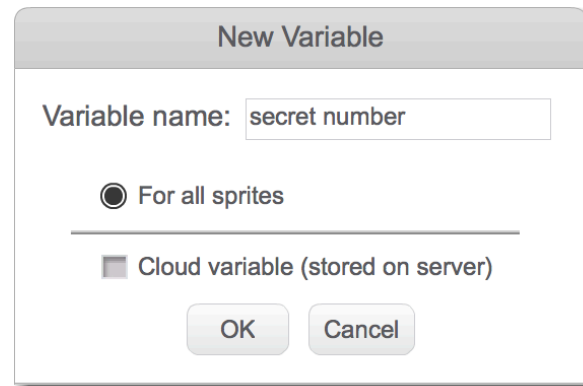 New Variable
Variable name: secret number
For all sprites
Cloud variable (stored on server)
OK Cancel